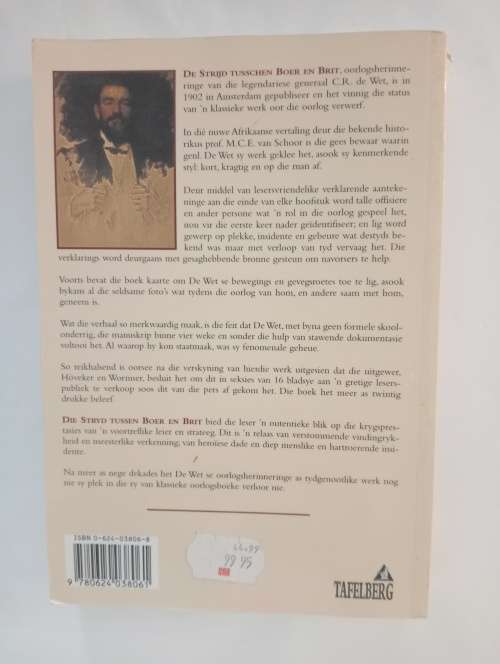 DE STRIJD TUSSCHEN BOER EN BRIT, oorlogsherinne-
ringe van die legendariese generaal C.R. de Wet, is in
1902 in Amsterdam gepubliseer en het vinnig die status
van 'n klassieke werk oor die oorlog verwerf.
In dié nuwe Afrikaanse vertaling deur die bekende histo-
rikus prof. M.C.E. van Schoor is die gees bewaar waarin
genl. De Wet sy werk geklee het, asook sy kenmerkende
styl: kort, kragtig en op die man af.
Deur middel van leservriendelike verklarende aanteke-
ninge aan die einde van elke hoofstuk word talle offisiere
en ander persone wat 'n rol in die oorlog gespeel het,
nou vir die eerste keer nader geïdentifiseer; en lig word
gewerp op plekke, insidente en gebeure wat destyds be-
kend was maar met verloop van tyd vervaag het. Die
verklarings word deurgaans met gesaghebbende bronne gesteun om navorsers te help.
Voorts bevat die boek kaarte om De Wet se bewegings en gevegsroetes toe te lig, asook
bykans al die seldsame foto's wat tydens die oorlog van hom, en andere saam met hom,
geneem is.
Wat die verhaal so merkwaardig maak, is die feit dat De Wet, met byna geen formele skool-
onderrig, die manuskrip binne vier weke en sonder die hulp van stawende dokumentasie
voltooi het. Al waarop hy kon staatmaak, was sy fenomenale geheue.
So reikhalsend is ootsee na die verskyning van hierdie werk uitgesien dat die uitgewer,
Höveker en Wormser, besluit het om dit in seksies van 16 bladsye aan 'n gretige lesers-
publiek te verkoop soos dit van die pers af gekom het. Die boek het meer as twintig
drukke beleef.
DIE STRYD TUSSEN BOER EN BRIT bied die leser 'n outentieke blik op die krygspres-
tasies van 'n voortreflike leier en strateeg. Dit is 'n relaas van verstommende vindingryk-
heid en meesterlike verkenning, van heroïese dade en diep menslike en hartroerende insi-
dente.
Na meer as nege dekades het De Wet se oorlogsherinneringe as tydgenootlike werk nog
nie sy plek in die ry van klassieke oorlogsboeke verloor nie.
ISBN 0-624-03806-8
9 780624 038061
99.95
TAFELBERG